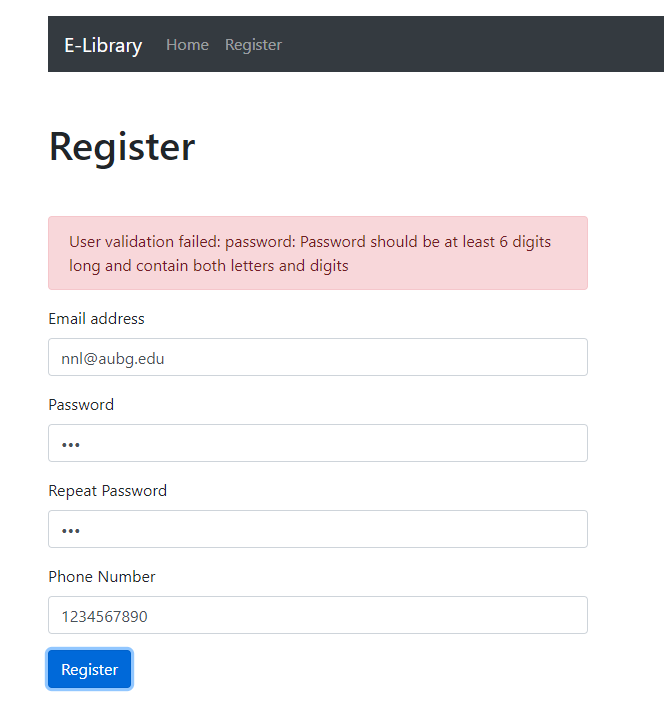 E-Library Home Register
Register
User validation failed: password: Password should be at least 6 digits
long and contain both letters and digits
Email address
nnl@aubg.edu
Password
•••
Repeat Password
•••
Phone Number
1234567890
Register